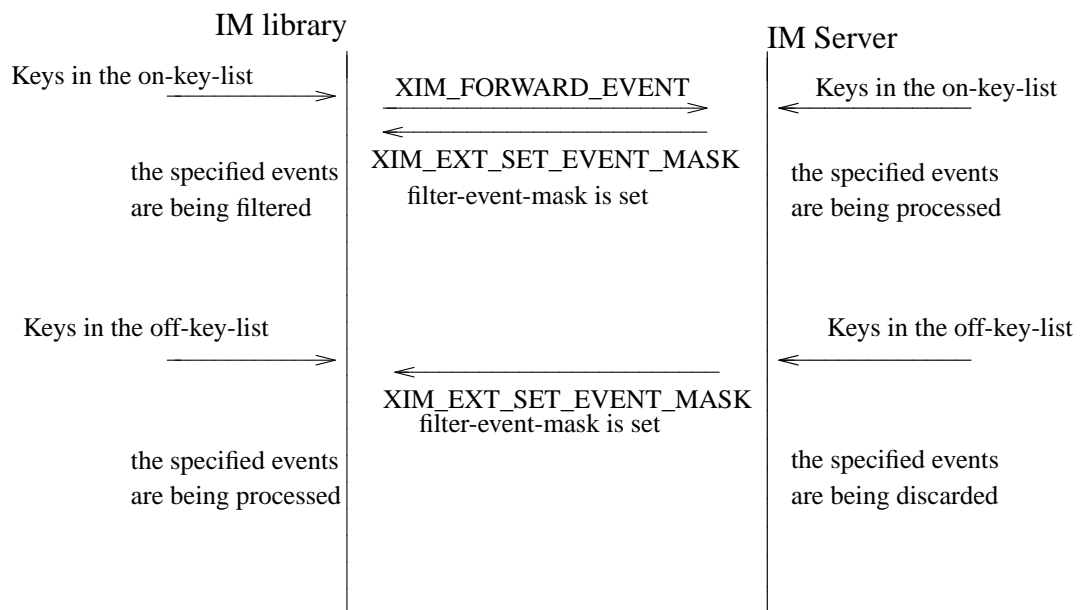 IM library
IM Server
Keys in the on-key-list
XIM_FORWARD_EVENT
Keys in the on-key-list
XIM_EXT_SET_EVENT_MASK
filter-event-mask is set
the specified events
are being filtered
the specified events
are being processed
Keys in the off-key-list
Keys in the off-key-list
XIM_EXT_SET_EVENT_MASK
filter-event-mask is set
the specified events
are being processed
the specified events
are being discarded